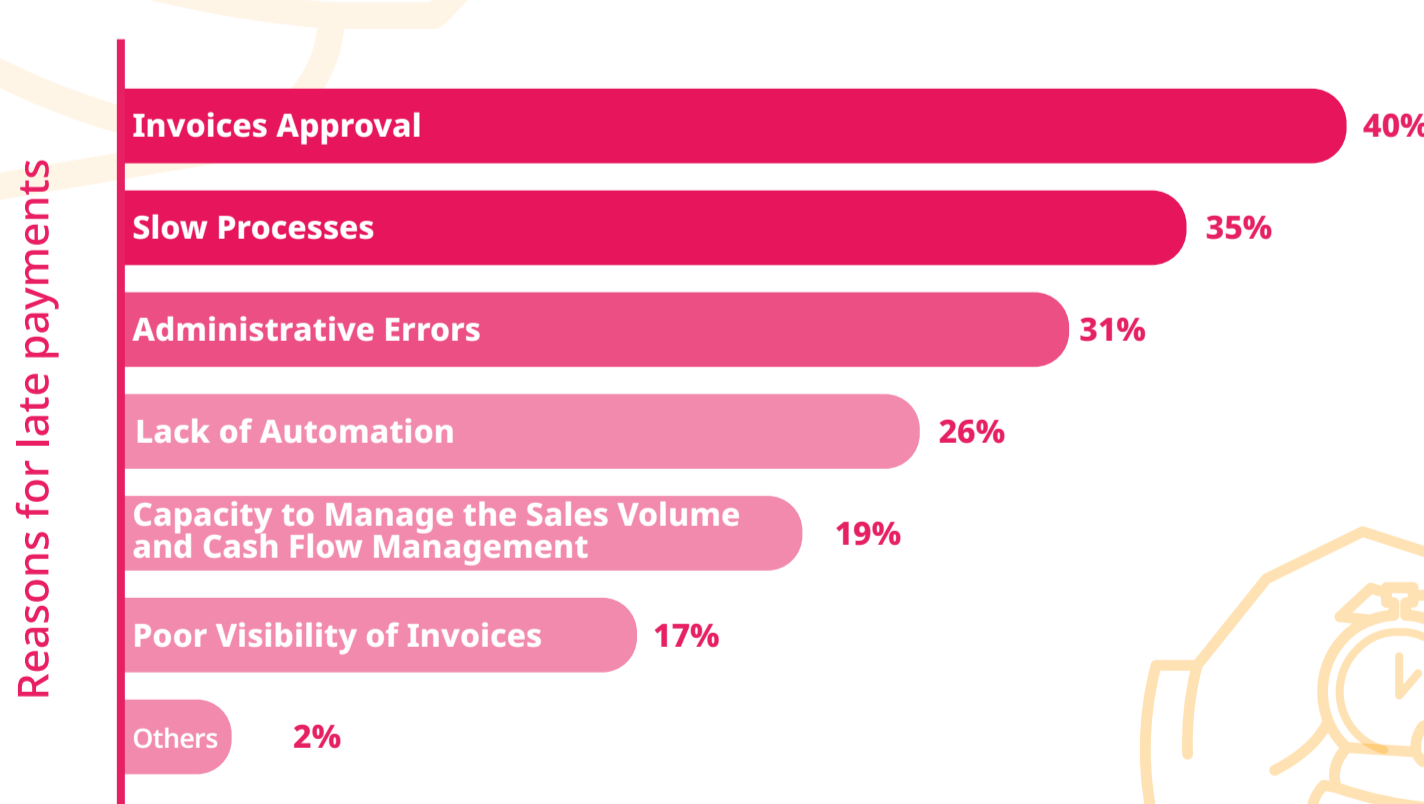 Reasons for late payments
Invoices Approval
40%
Slow Processes
35%
Administrative Errors
31%
Lack of Automation
26%
Capacity to Manage the Sales Volume
and Cash Flow Management
19%
Poor Visibility of Invoices
17%
Others
2%